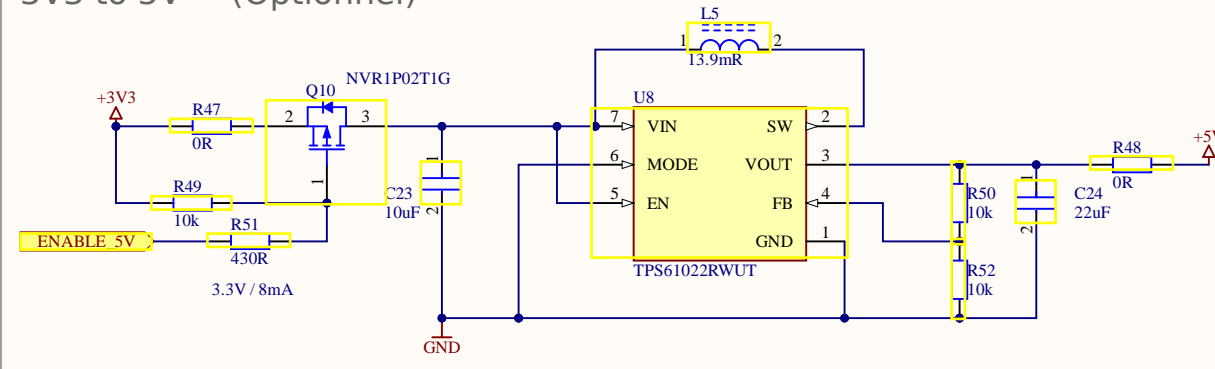 3V3 to 5V (Optionnel)
L5
1 2
13.9mR
NVR1P02T1G
Q10
+3V3
R47
2 3
0R
U8
7 VIN SW 2
6 MODE VOUT 3
5 EN FB 4
GND 1
TPS61022RWUT
1
C23
10uF
1
2
R49
10k
R51
ENABLE_5V
430R
3.3V / 8mA
GND
R50
10k
R52
10k
1
2
C24
22uF
R48
0R